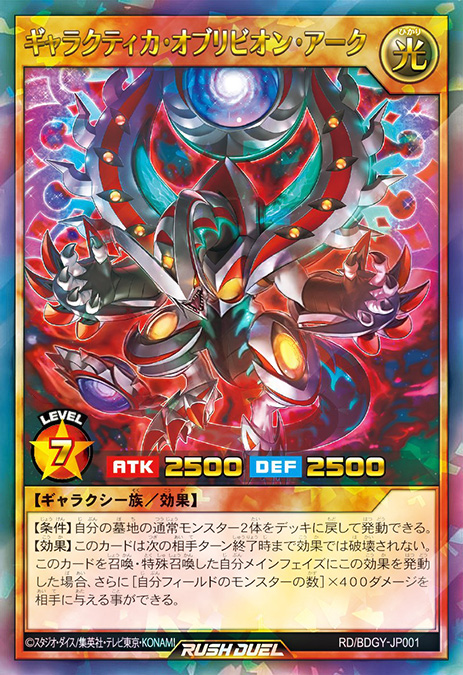 ギャラクティカ・オブリビオン・アーク
ひかり
光
LEVEL
7
ATK 2500 DEF 2500
【ギャラクシー族／効果】
【条件】自分の墓地の通常モンスター2体をデッキに戻して発動できる。
【効果】このカードは次の相手ターン終了時まで効果では破壊されない。
このカードを召喚・特殊召喚した自分メインフェイズにこの効果を発動
した場合、さらに［自分フィールドのモンスターの数］×400ダメージを
相手に与える事ができる。
©スタジオ・ダイス/集英社・テレビ東京・KONAMI
RUSH DUEL
RD/BDGY-JP001